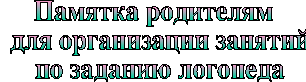 Памятка родителям
для организации занятий
по заданию логопеда